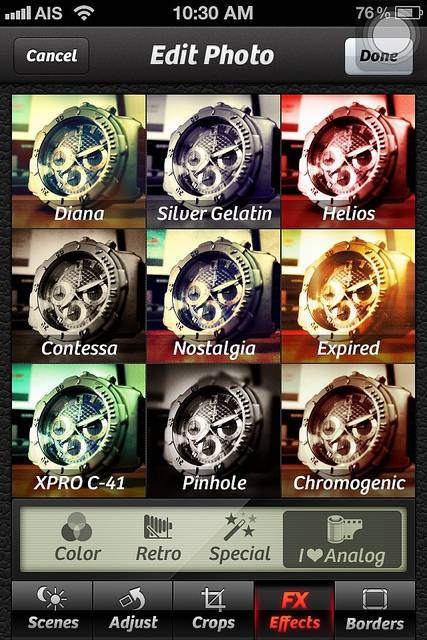 AIS 10:30 AM 76%
Cancel Edit Photo Done
Diana Silver Gelatin Helios
Contessa Nostalgia Expired
XPRO C-41 Pinhole Chromogenic
Color Retro Special I♥Analog
FX
Scenes Adjust Crops Effects Borders